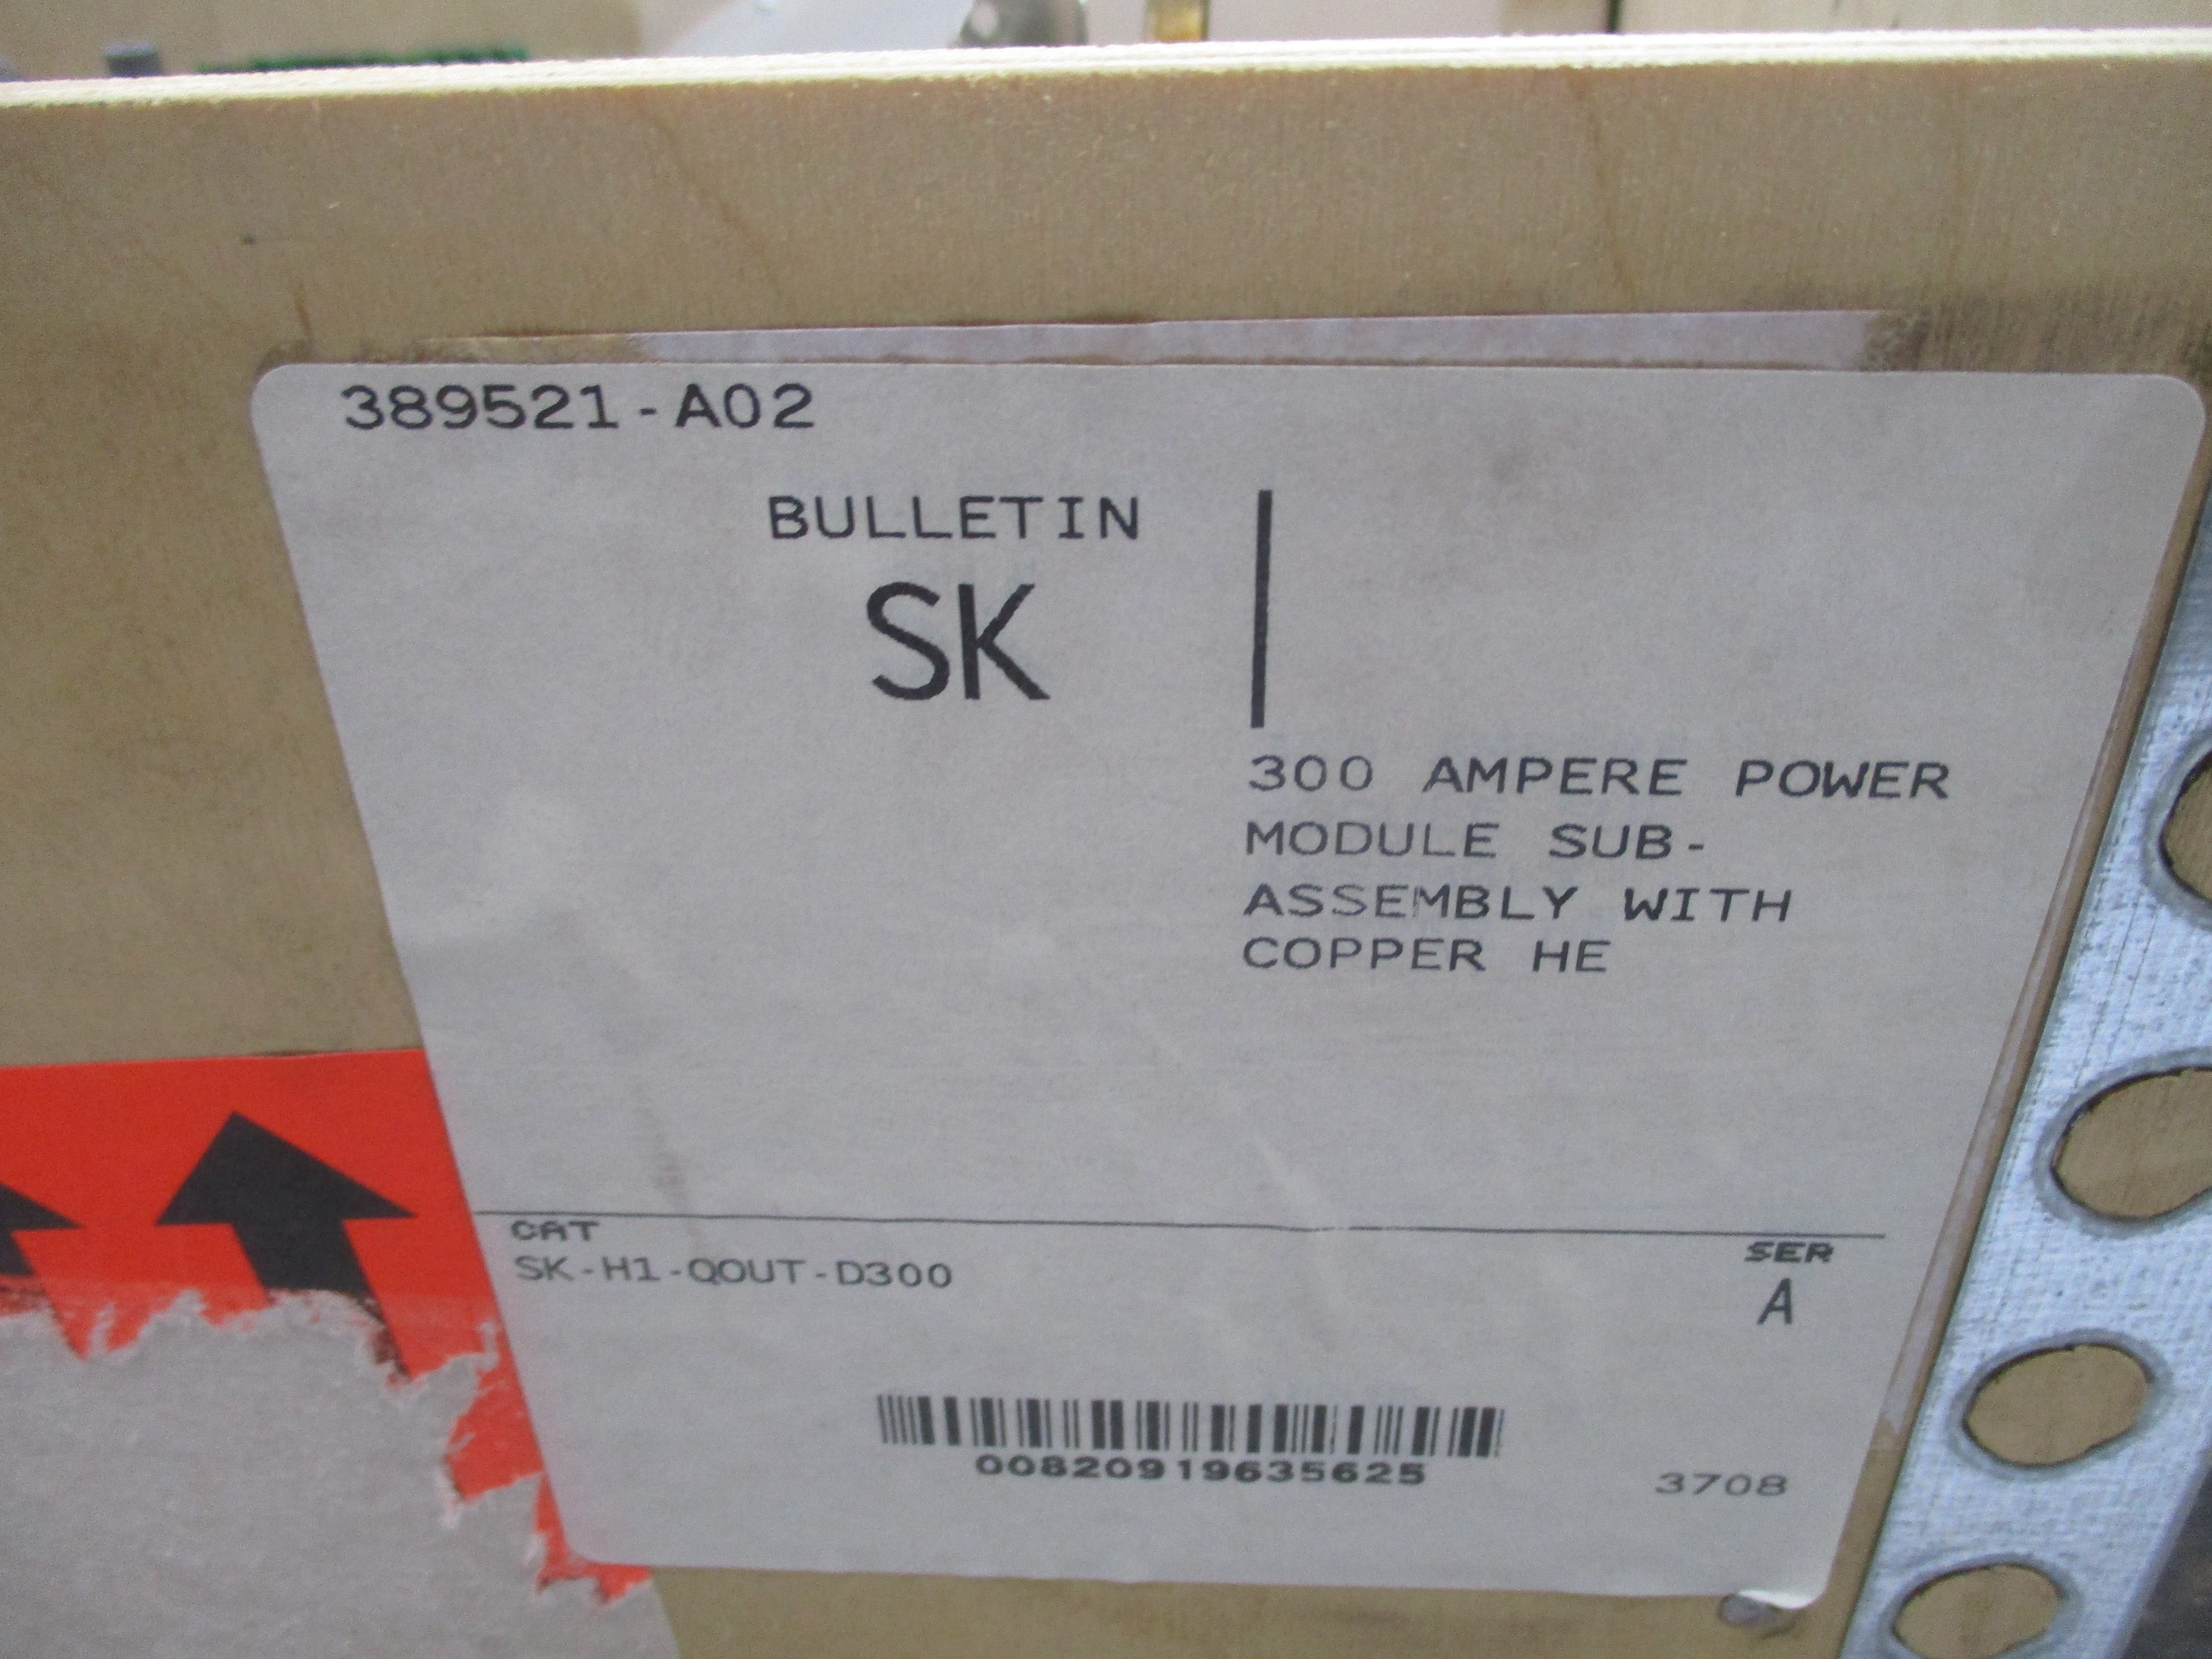 389521-A02
BULLETIN
SK
300 AMPERE POWER
MODULE SUB-
ASSEMBLY WITH
COPPER HE
CAT
SER
SK-H1-QOUT-D300
A
00820919635625
3708